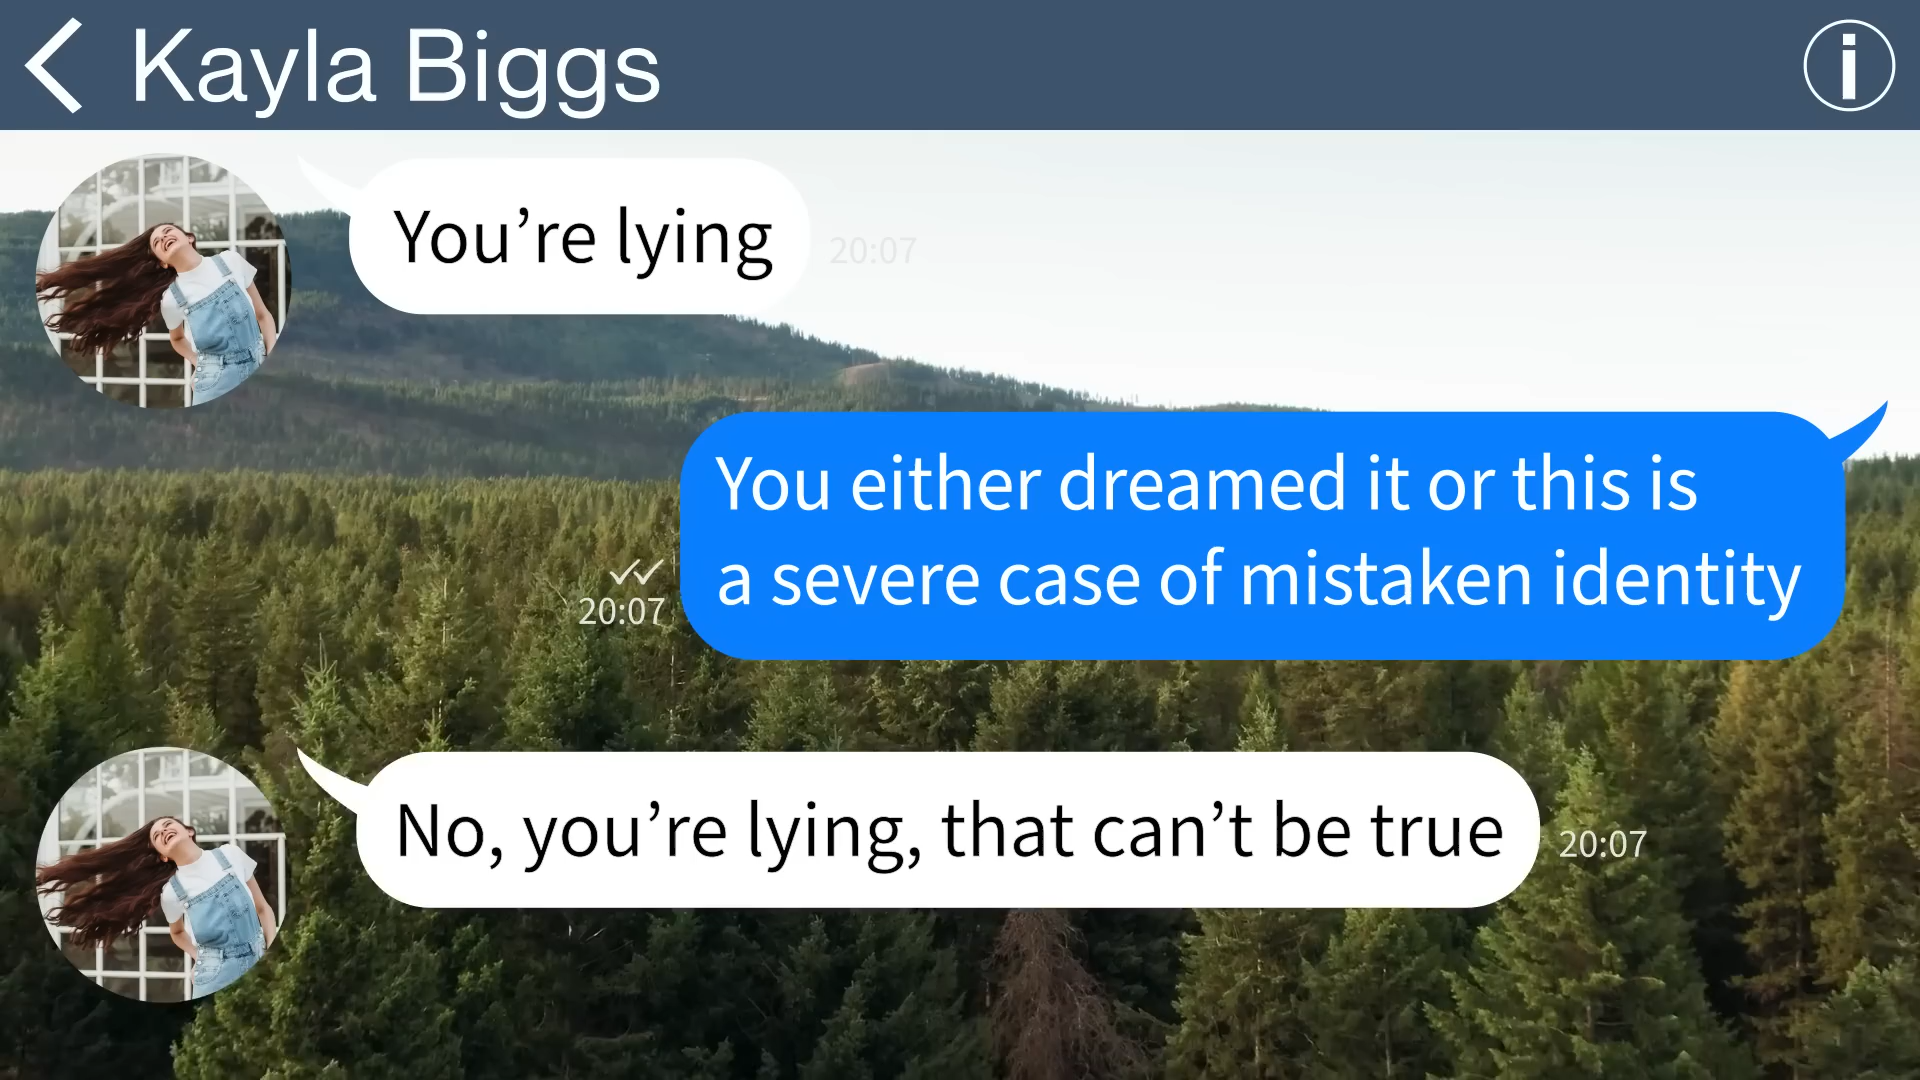 Kayla Biggs
You’re lying
20:07
You either dreamed it or this is
a severe case of mistaken identity
20:07
No, you’re lying, that can’t be true
20:07